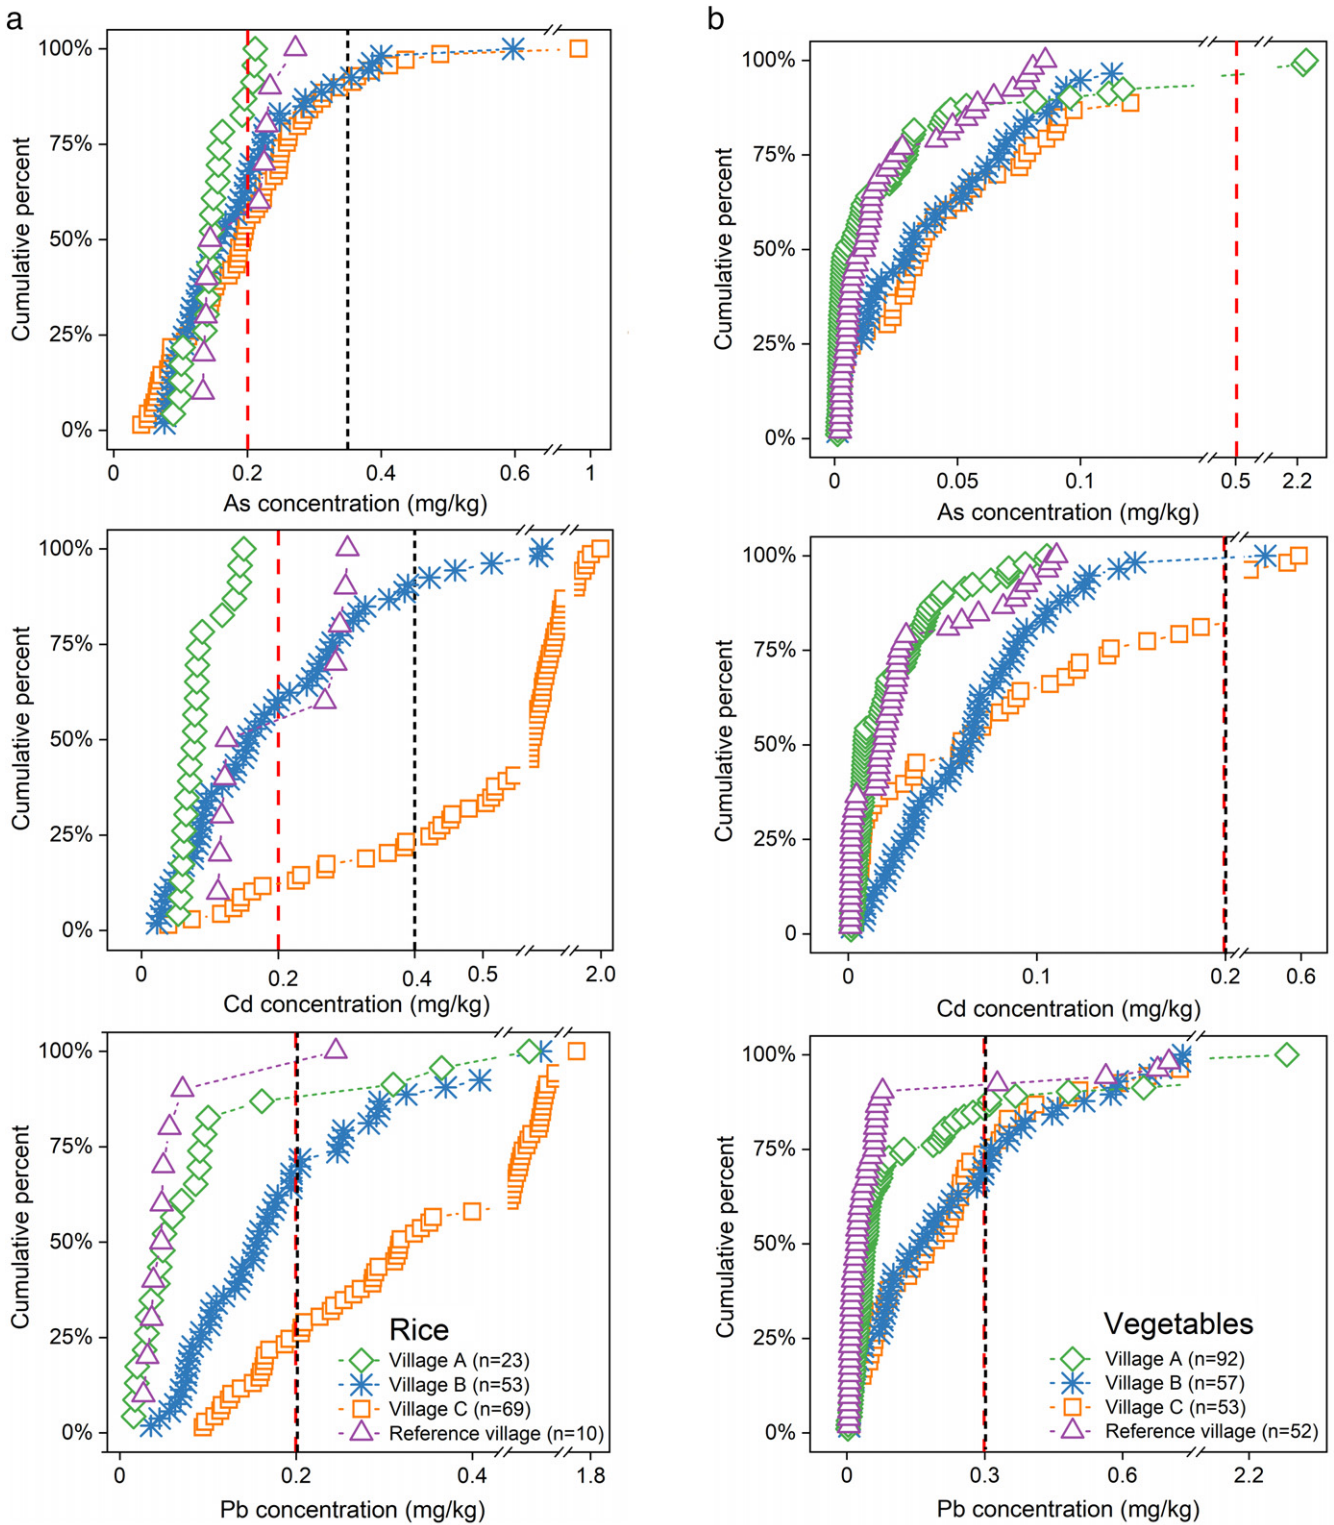 a
100%
75%
50%
25%
0%
Cumulative percent
0 0.2 0.4 0.6 1
As concentration (mg/kg)
100%
75%
50%
25%
0%
Cumulative percent
0 0.2 0.4 0.5 2.0
Cd concentration (mg/kg)
100%
75%
50%
25%
0%
Cumulative percent
Rice
Village A (n=23)
Village B (n=53)
Village C (n=69)
Reference village (n=10)
0 0.2 0.4 1.8
Pb concentration (mg/kg)
b
100%
75%
50%
25%
0%
Cumulative percent
0 0.05 0.1 0.5 2.2
As concentration (mg/kg)
100%
75%
50%
25%
0
Cumulative percent
0 0.1 0.2 0.6
Cd concentration (mg/kg)
100%
75%
50%
25%
0%
Cumulative percent
Vegetables
Village A (n=92)
Village B (n=57)
Village C (n=53)
Reference village (n=52)
0 0.3 0.6 2.2
Pb concentration (mg/kg)